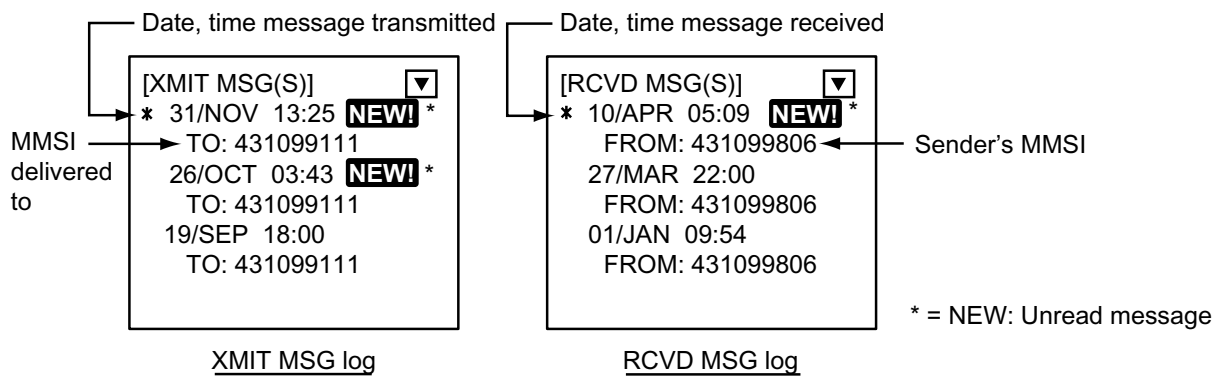 Date, time message transmitted
Date, time message received
[XMIT MSG(S)] ▼
* 31/NOV 13:25 NEW! *
TO: 431099111
26/OCT 03:43 NEW! *
TO: 431099111
19/SEP 18:00
TO: 431099111
MMSI
delivered
to
XMIT MSG log
[RCVD MSG(S)] ▼
* 10/APR 05:09 NEW! *
FROM: 431099806
27/MAR 22:00
FROM: 431099806
01/JAN 09:54
FROM: 431099806
Sender's MMSI
RCVD MSG log
* = NEW: Unread message